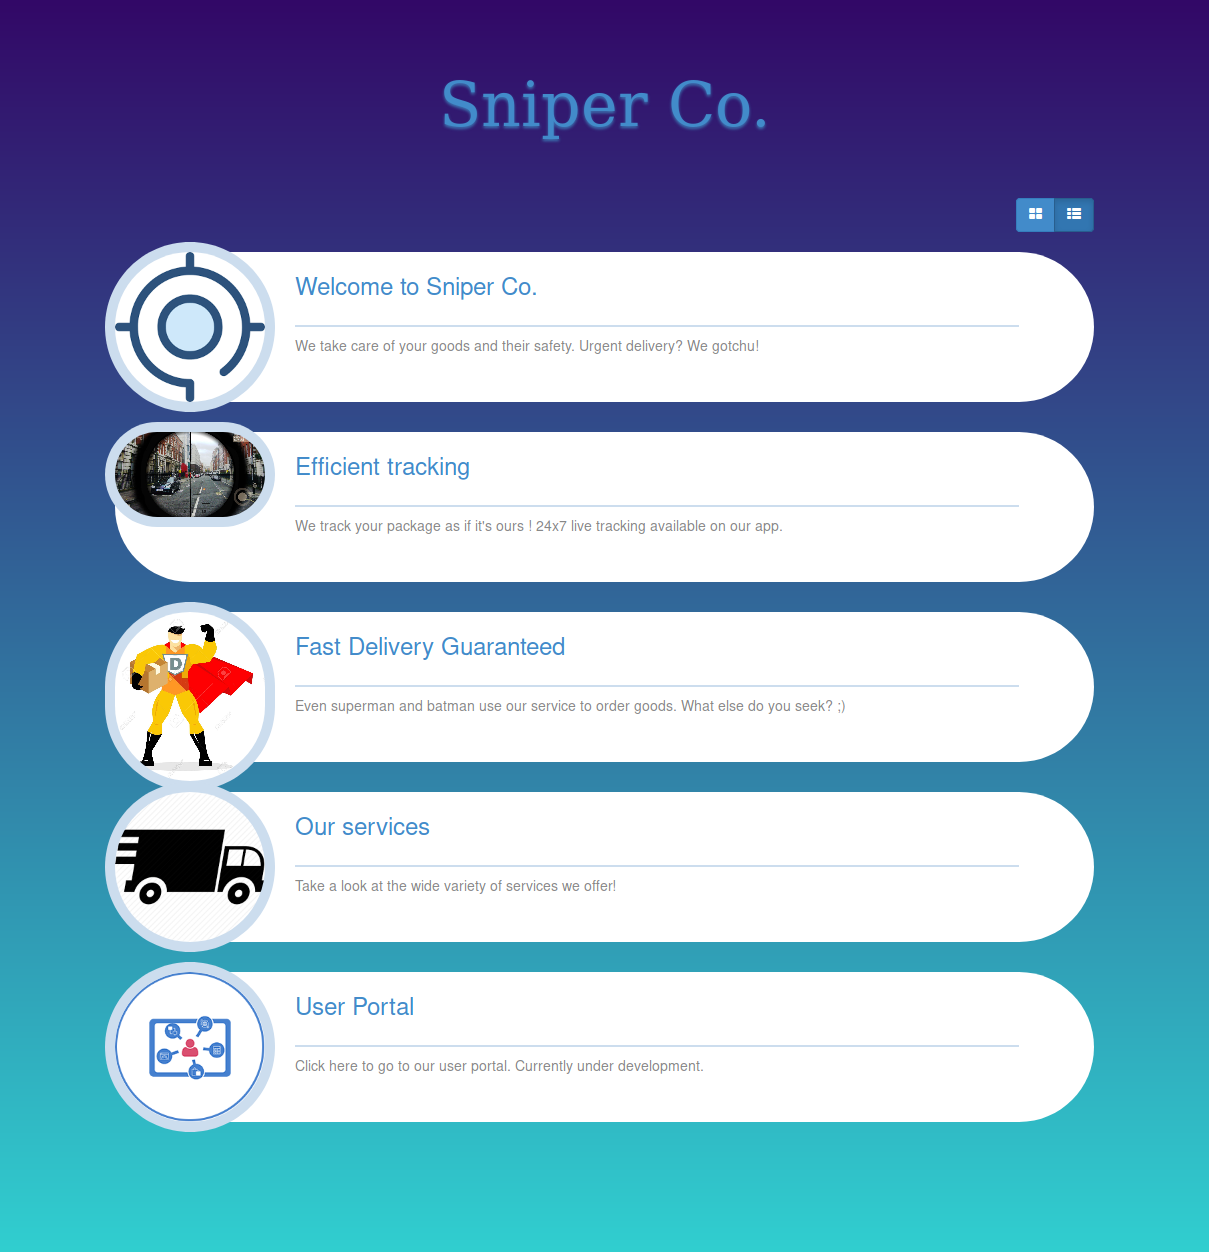 Sniper Co.
Welcome to Sniper Co.
We take care of your goods and their safety. Urgent delivery? We gotchu!
Efficient tracking
We track your package as if it's ours ! 24x7 live tracking available on our app.
Fast Delivery Guaranteed
D
Even superman and batman use our service to order goods. What else do you seek? ;)
Our services
Take a look at the wide variety of services we offer!
User Portal
Click here to go to our user portal. Currently under development.